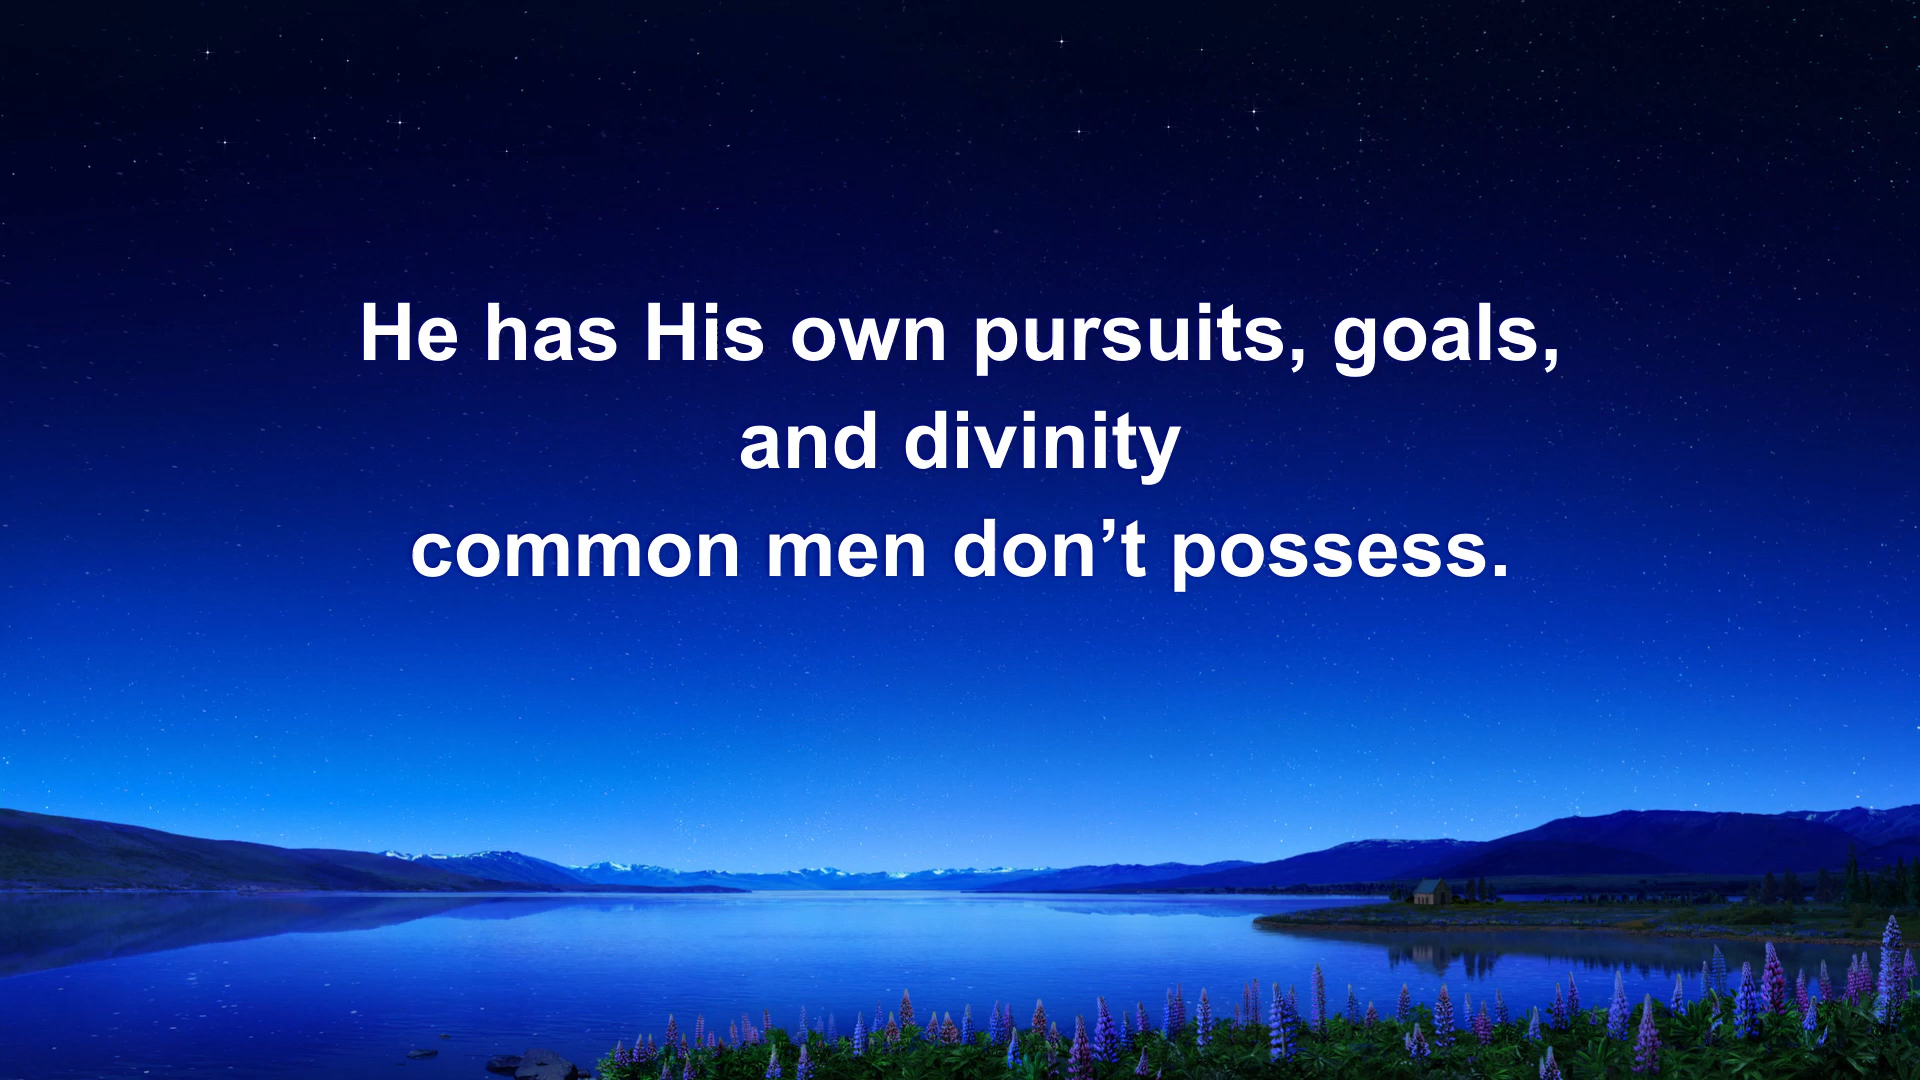 He has His own pursuits, goals,
and divinity
common men don’t possess.